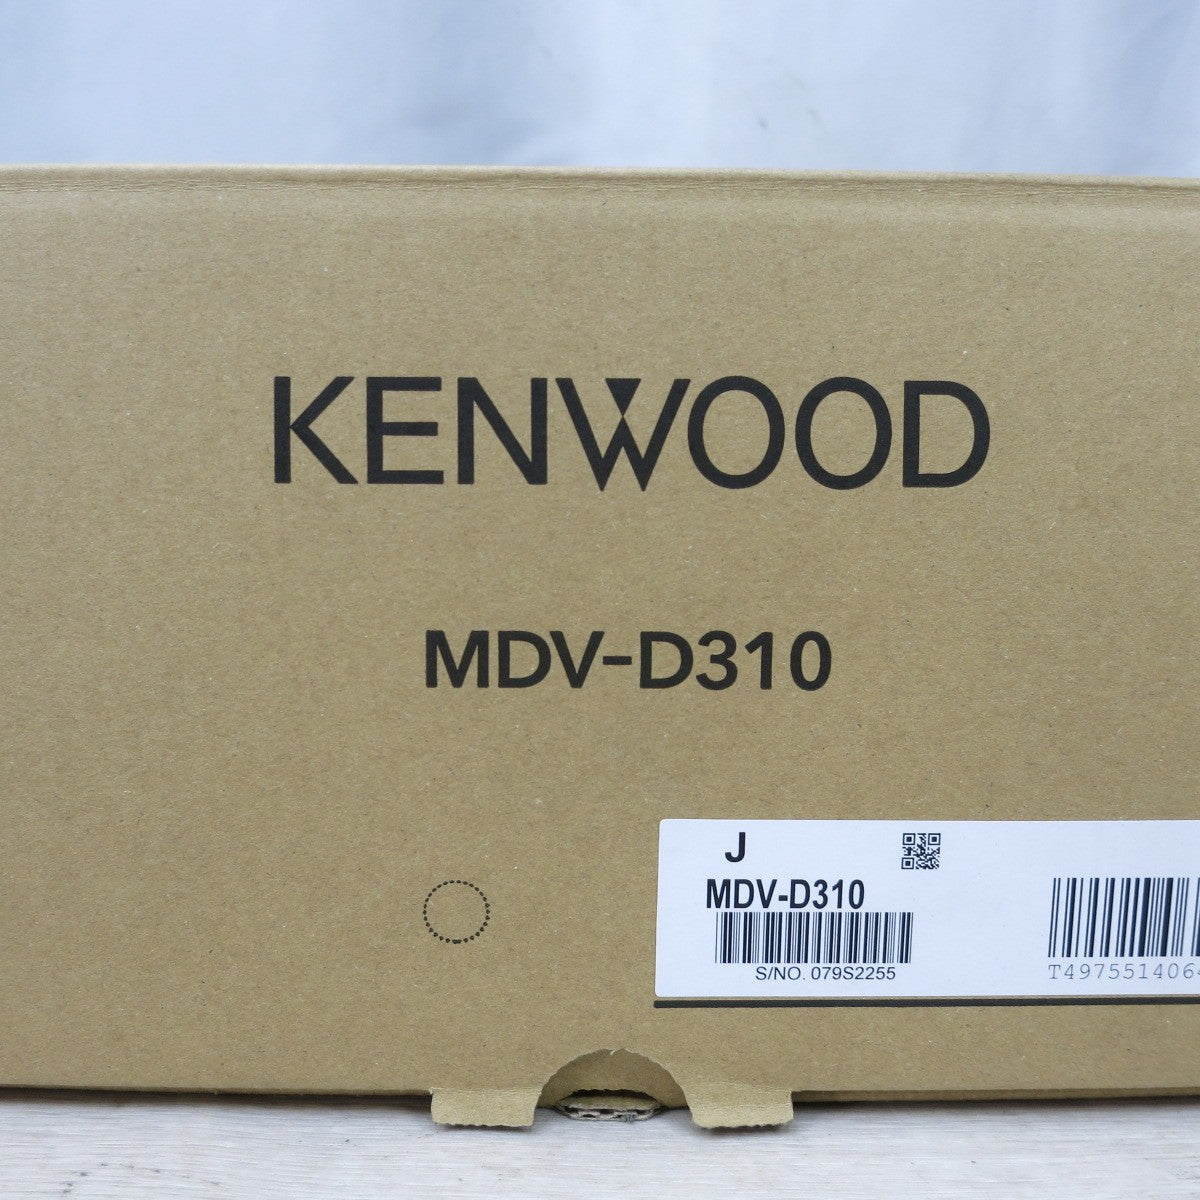 KENWOOD
MDV-D310
J
MDV-D310
S/NO. 079S2255
T497551406